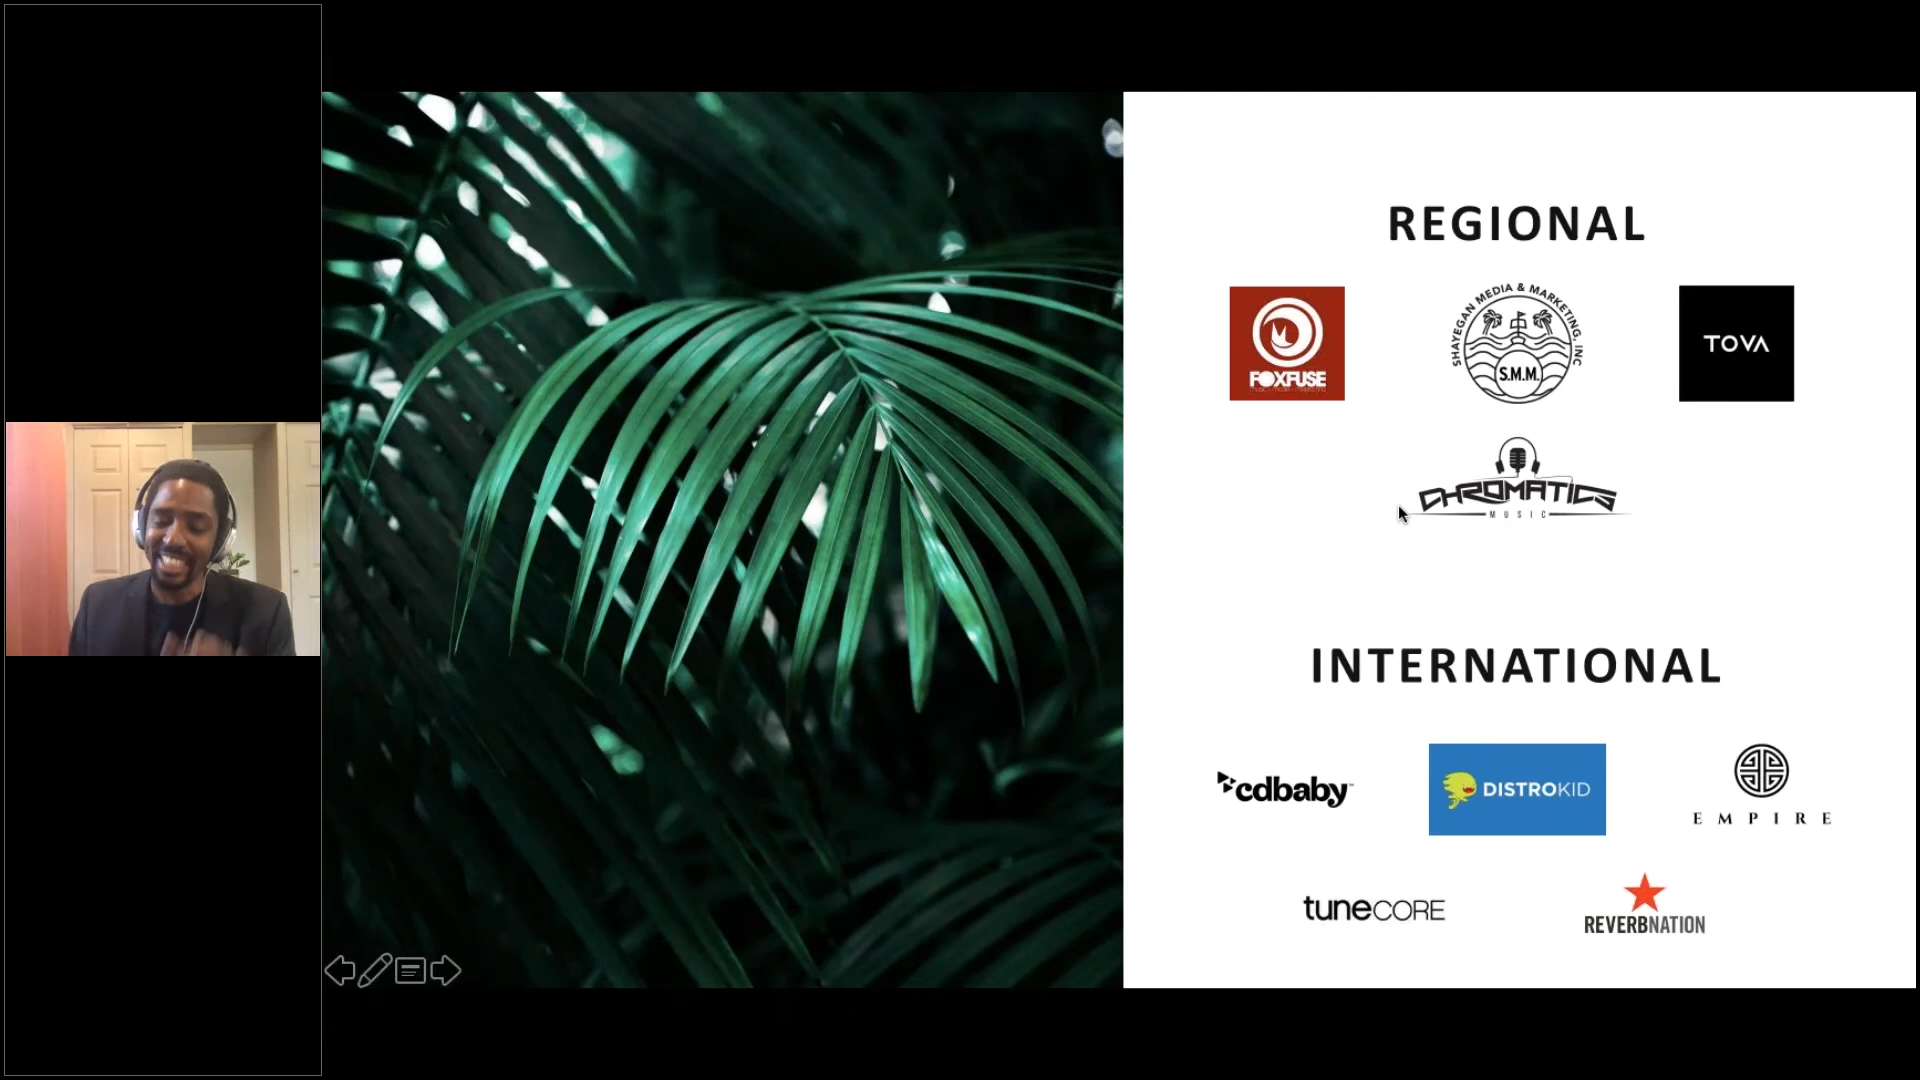 REGIONAL
FOXFUSE
SHAYEGAN MEDIA & MARKETING, INC
S.M.M.
TOVA
CHROMATICS
MUSIC
INTERNATIONAL
cdbaby
DISTROKID
EMPIRE
tuneCORE
REVERBNATION